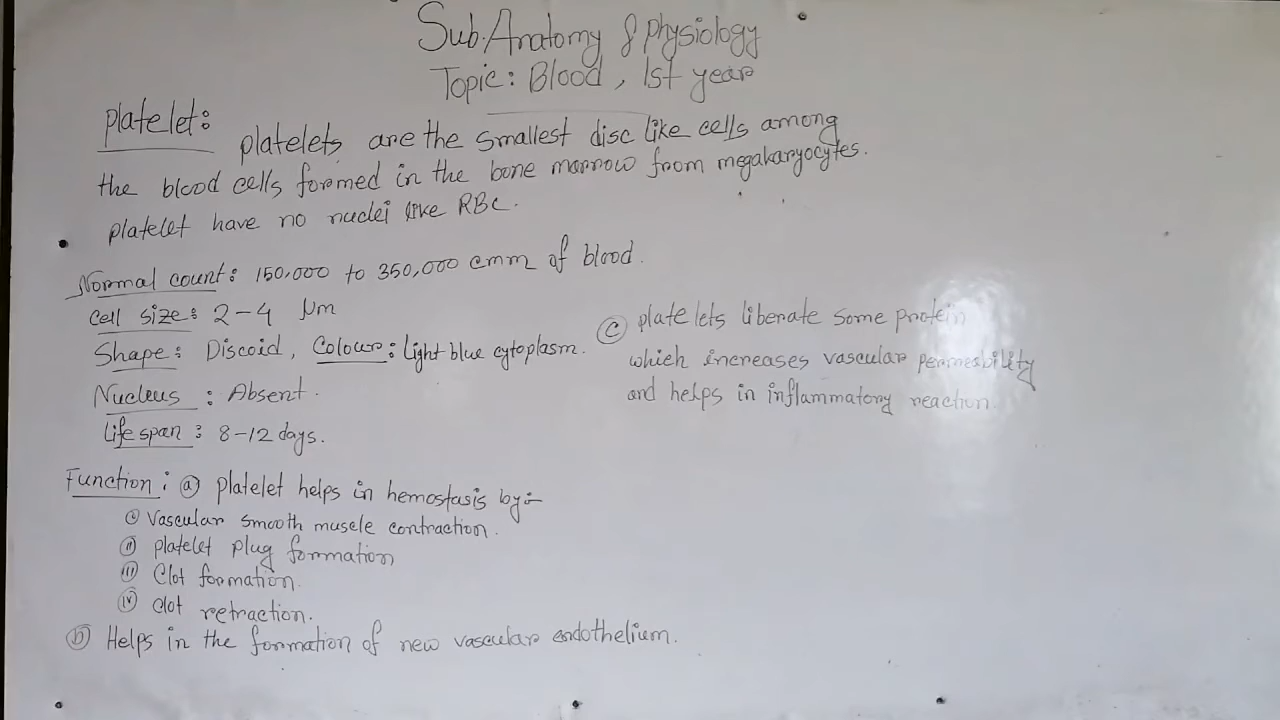 Sub: Anatomy & Physiology
Topic: Blood, 1st year
Platelet:
platelets are the smallest disc like cells among
the blood cells formed in the bone marrow from megakaryocytes.
platelet have no nuclei like RBC.
Normal count: 150,000 to 350,000 cmm of blood.
Cell size: 2-4 µm
Shape: Discoid, Colour: Light blue cytoplasm.
Nucleus : Absent.
Life span : 8-12 days.
Function: (a) platelet helps in hemostasis by:-
(i) Vascular smooth muscle contraction.
(ii) platelet plug formation
(iii) Clot formation.
(iv) Clot retraction.
(b) Helps in the formation of new vascular endothelium.
(c) platelets liberate some protein
which increases vascular permeability
and helps in inflammatory reaction.